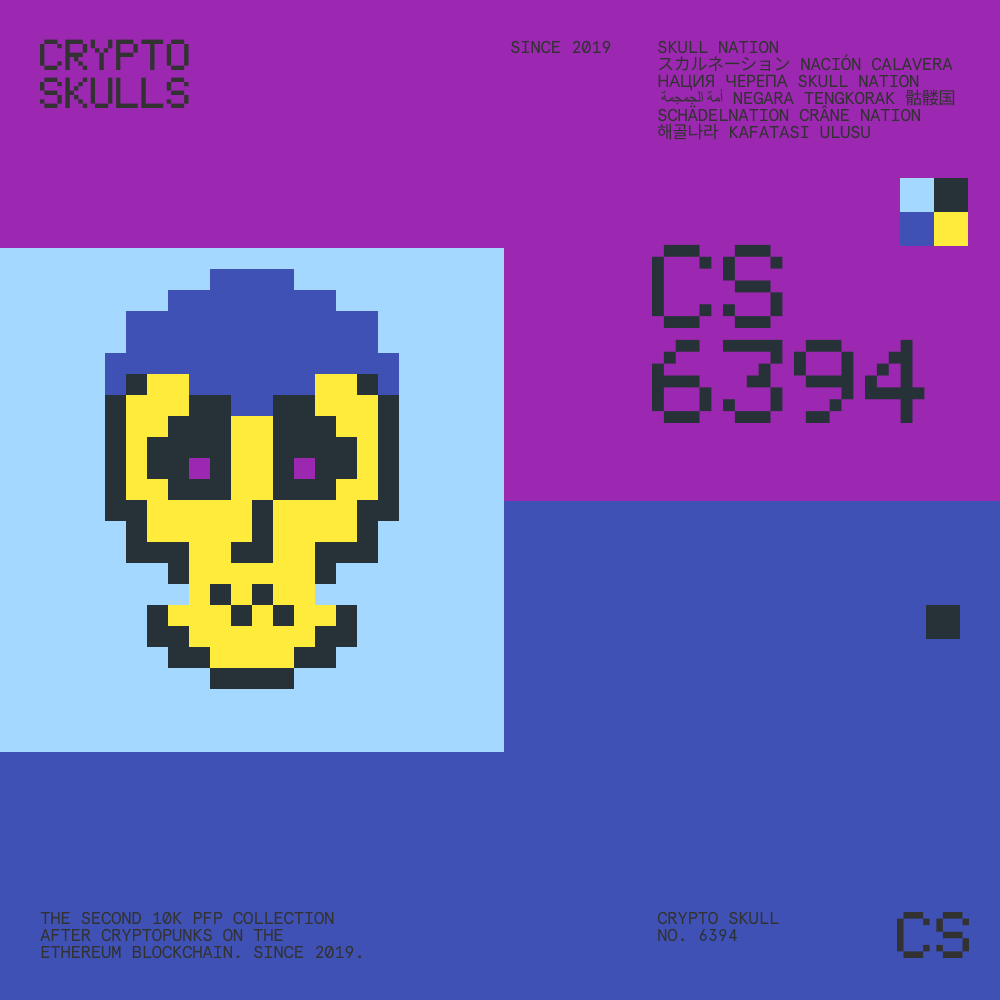 CRYPTO
SKULLS
SINCE 2019
SKULL NATION
スカルネーション NACIÓN CALAVERA
НАЦИЯ ЧЕРЕПА SKULL NATION
أمة الجمجمة NEGARA TENGKORAK 骷髅国
SCHÄDELNATION CRÂNE NATION
해골나라 KAFATASI ULUSU
CS
6394
THE SECOND 10K PFP COLLECTION
AFTER CRYPTOPUNKS ON THE
ETHEREUM BLOCKCHAIN. SINCE 2019.
CRYPTO SKULL
NO. 6394
CS